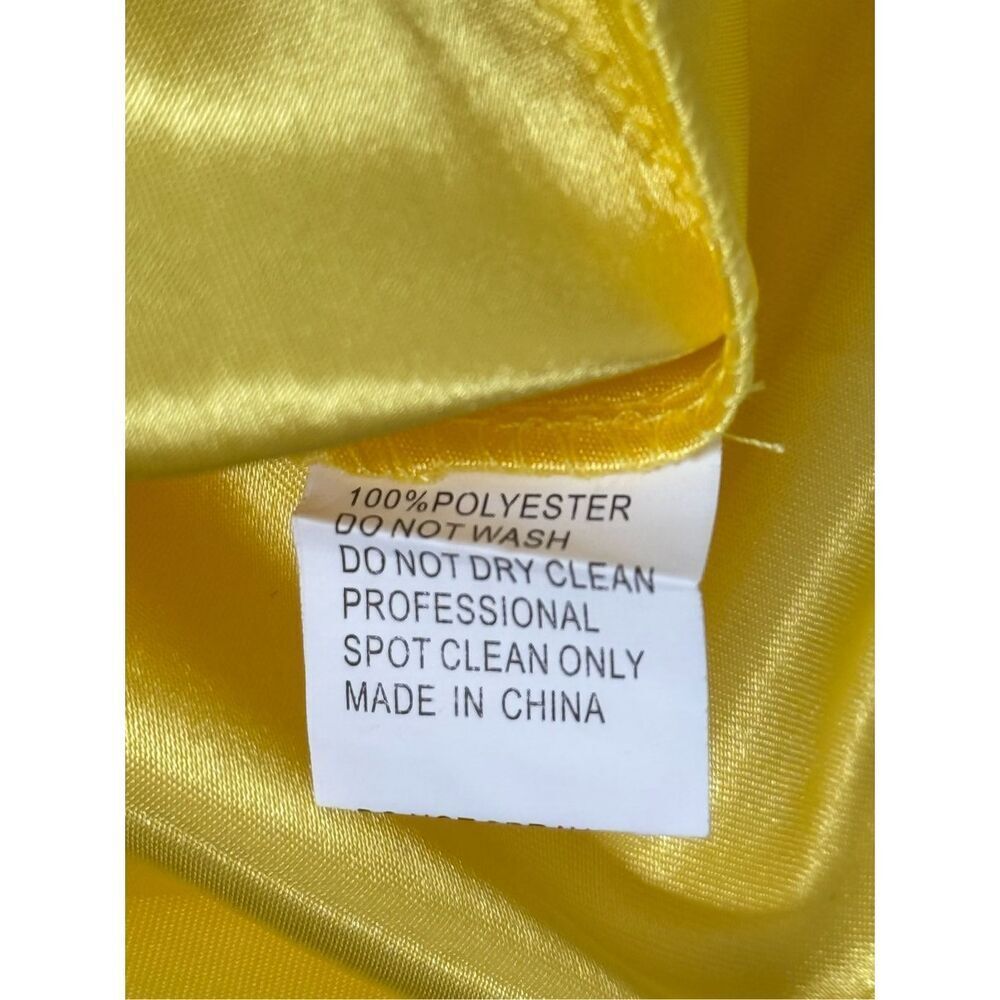 100%POLYESTER
DO NOT WASH
DO NOT DRY CLEAN
PROFESSIONAL
SPOT CLEAN ONLY
MADE IN CHINA